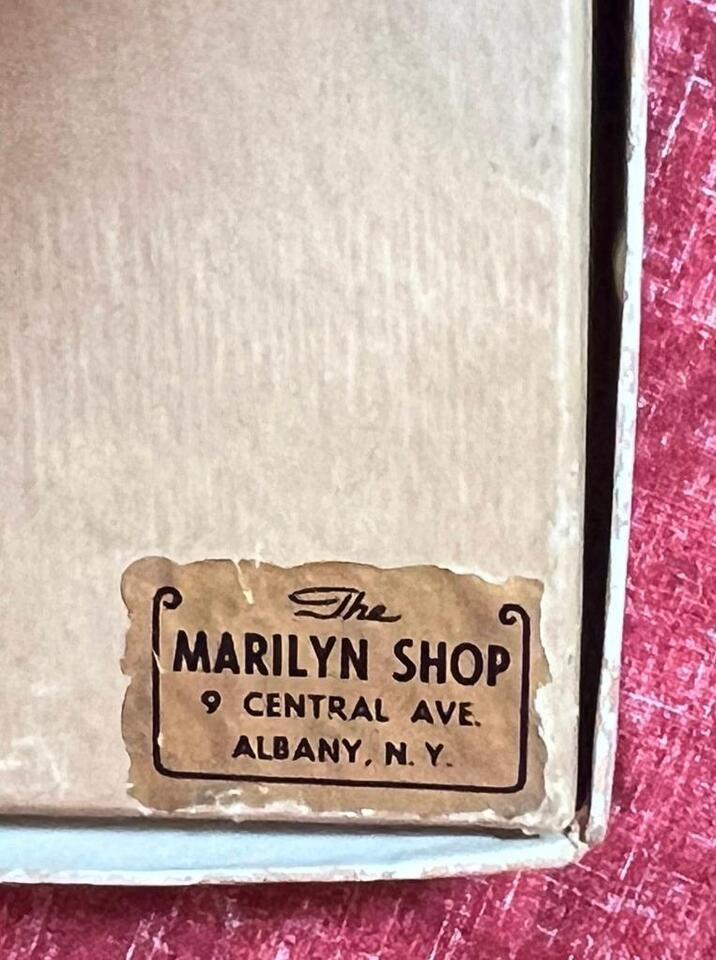 The
MARILYN SHOP
9 CENTRAL AVE.
ALBANY, N. Y.